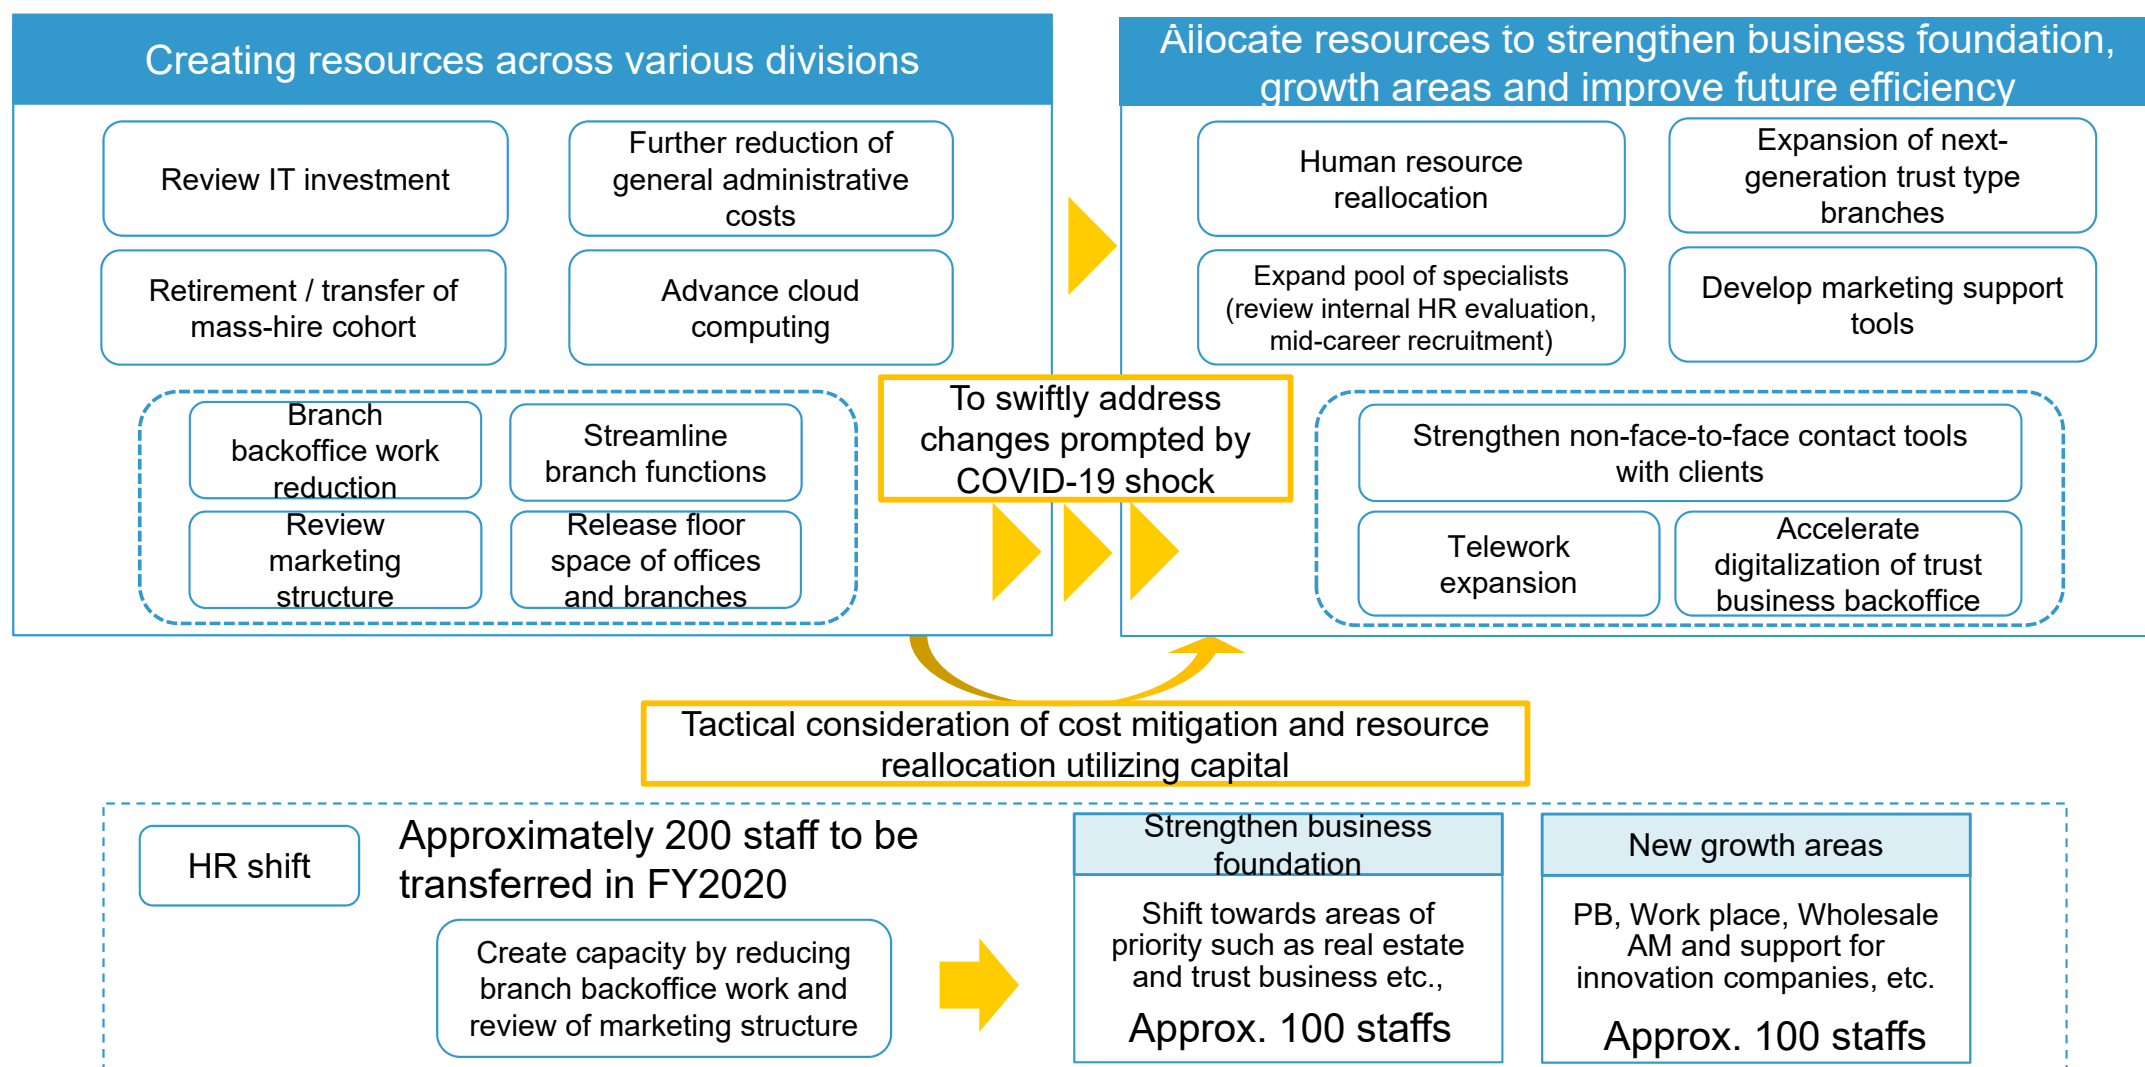 Creating resources across various divisions
Allocate resources to strengthen business foundation,
growth areas and improve future efficiency
Review IT investment
Further reduction of
general administrative
costs
Retirement / transfer of
mass-hire cohort
Advance cloud
computing
Human resource
reallocation
Expansion of next-
generation trust type
branches
Expand pool of specialists
(review internal HR evaluation,
mid-career recruitment)
Develop marketing support
tools
Branch
backoffice work
reduction
Streamline
branch functions
Review
marketing
structure
Release floor
space of offices
and branches
To swiftly address
changes prompted by
COVID-19 shock
Strengthen non-face-to-face contact tools
with clients
Telework
expansion
Accelerate
digitalization of trust
business backoffice
Tactical consideration of cost mitigation and resource
reallocation utilizing capital
HR shift
Approximately 200 staff to be
transferred in FY2020
Create capacity by reducing
branch backoffice work and
review of marketing structure
Strengthen business
foundation
Shift towards areas of
priority such as real estate
and trust business etc.,
Approx. 100 staffs
New growth areas
PB, Work place, Wholesale
AM and support for
innovation companies, etc.
Approx. 100 staffs